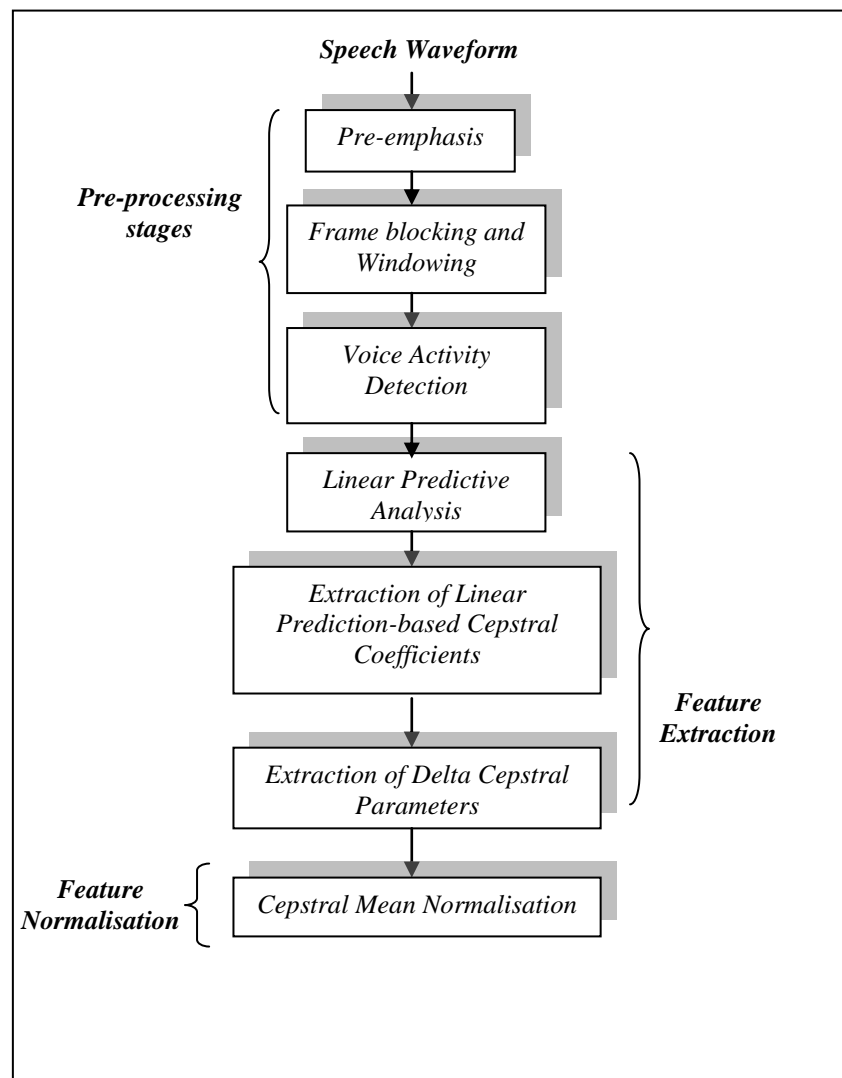 Speech Waveform
Pre-emphasis
Pre-processing
stages
Frame blocking and
Windowing
Voice Activity
Detection
Linear Predictive
Analysis
Extraction of Linear
Prediction-based Cepstral
Coefficients
Feature
Extraction
Extraction of Delta Cepstral
Parameters
Feature
Normalisation
Cepstral Mean Normalisation